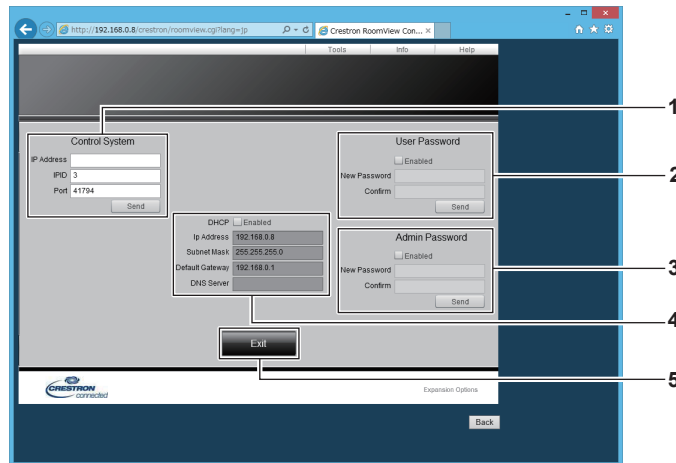 http://192.168.0.8/crestron/roomview.cgi?lang=jp
Crestron RoomView Con... ×
Tools Info Help
1
Control System
IP Address
IPID 3
Port 41794
Send
User Password
Enabled
New Password
Confirm
Send
2
DHCP Enabled
Ip Address 192.168.0.8
Subnet Mask 255.255.255.0
Default Gateway 192.168.0.1
DNS Server
Admin Password
Enabled
New Password
Confirm
Send
3
4
Exit
5
CRESTRON
connected
Expansion Options
Back